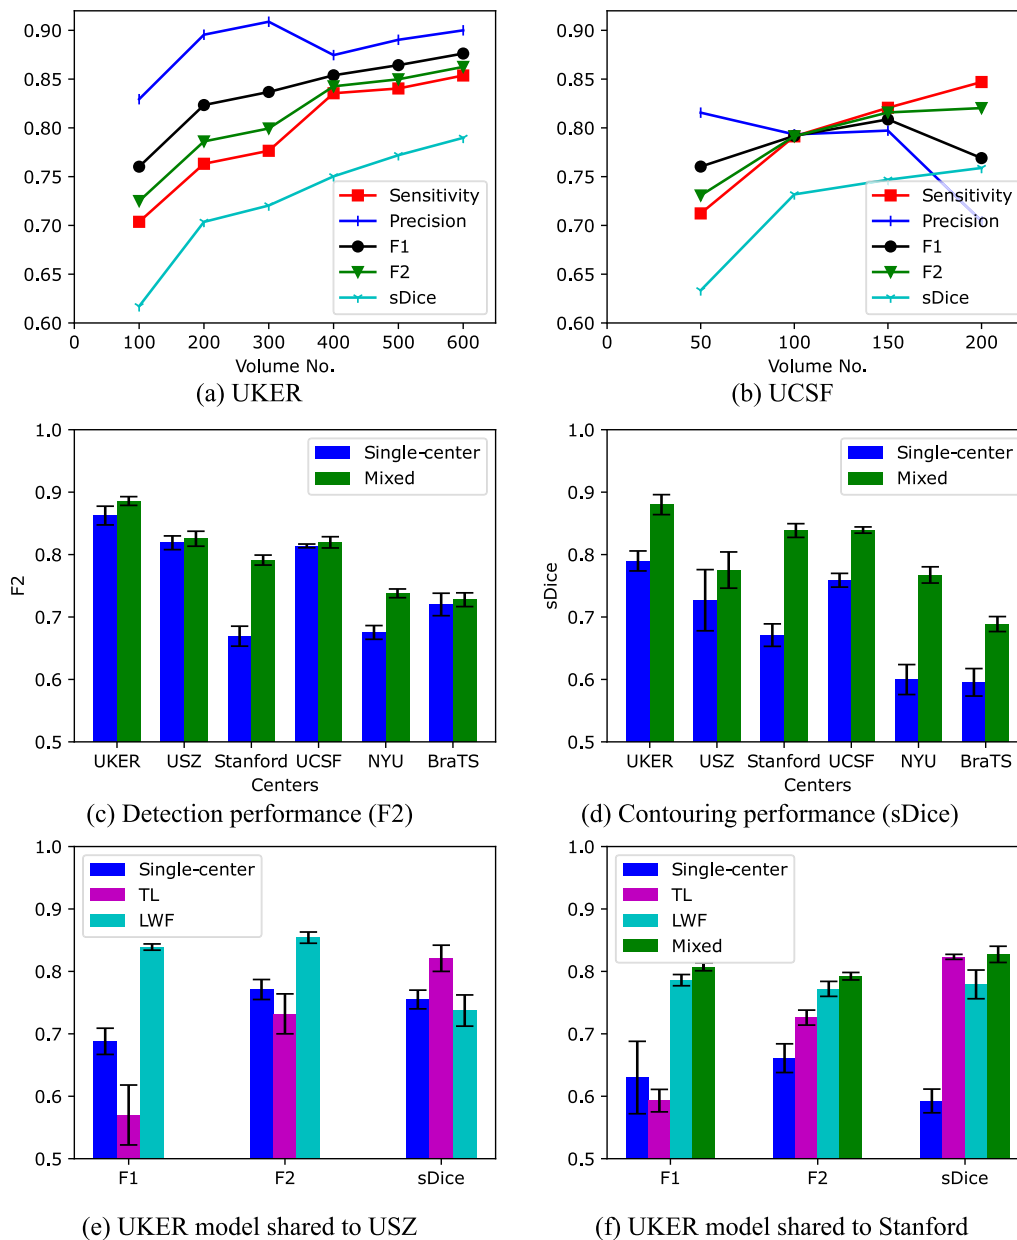 0.90
0.85
0.80
0.75
0.70
0.65
0.60
0
100
200
300
400
500
600
Volume No.
Sensitivity
Precision
F1
F2
sDice
(a) UKER
0.90
0.85
0.80
0.75
0.70
0.65
0.60
0
50
100
150
200
Volume No.
Sensitivity
Precision
F1
F2
sDice
(b) UCSF
1.0
0.9
0.8
0.7
0.6
0.5
F2
Single-center
Mixed
UKER
USZ
Stanford
UCSF
NYU
BraTS
Centers
(c) Detection performance (F2)
1.0
0.9
0.8
0.7
0.6
0.5
sDice
Single-center
Mixed
UKER
USZ
Stanford
UCSF
NYU
BraTS
Centers
(d) Contouring performance (sDice)
1.0
0.9
0.8
0.7
0.6
0.5
Single-center
TL
LWF
F1
F2
sDice
(e) UKER model shared to USZ
1.0
0.9
0.8
0.7
0.6
0.5
Single-center
TL
LWF
Mixed
F1
F2
sDice
(f) UKER model shared to Stanford